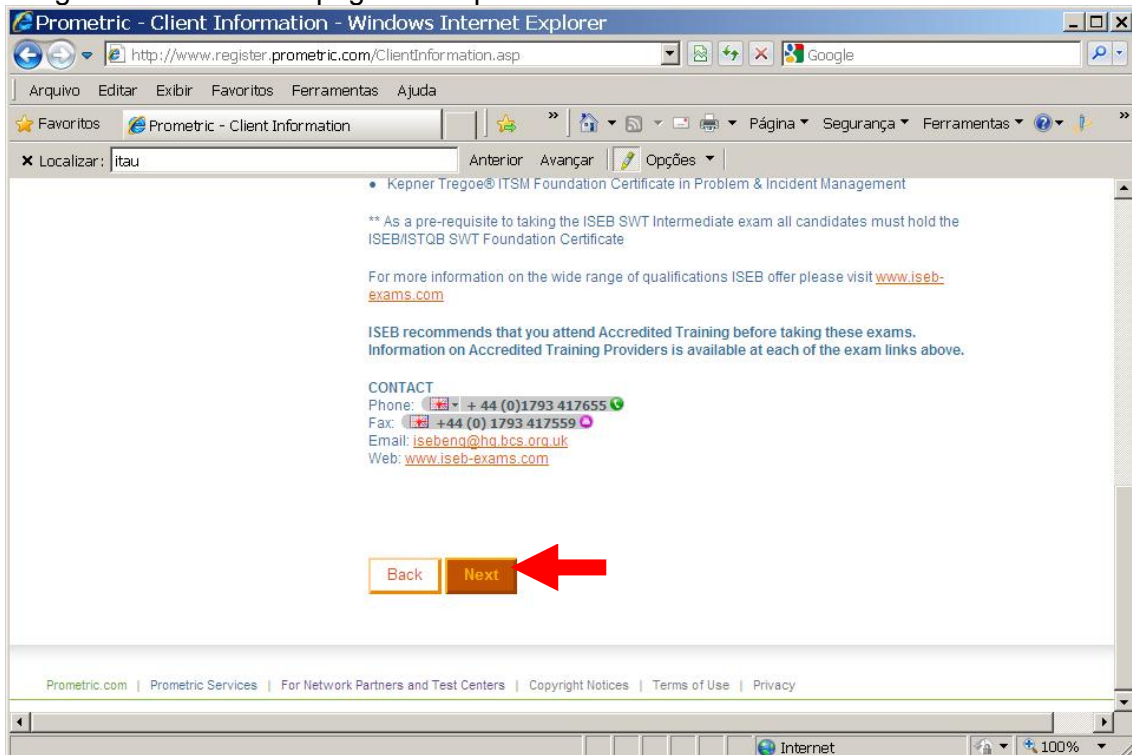 Prometric - Client Information - Windows Internet Explorer
http://www.register.prometric.com/ClientInformation.asp
Google
Arquivo Editar Exibir Favoritos Ferramentas Ajuda
Favoritos Prometric - Client Information » Página Segurança Ferramentas »
Localizar: itau Anterior Avançar Opções
• Kepner Tregoe® ITSM Foundation Certificate in Problem & Incident Management
** As a pre-requisite to taking the ISEB SWT Intermediate exam all candidates must hold the
ISEB/ISTQB SWT Foundation Certificate
For more information on the wide range of qualifications ISEB offer please visit www.iseb-
exams.com
ISEB recommends that you attend Accredited Training before taking these exams.
Information on Accredited Training Providers is available at each of the exam links above.
CONTACT
Phone: + 44 (0)1793 417655
Fax: +44 (0) 1793 417559
Email: isebenq@hq.bcs.org.uk
Web: www.iseb-exams.com
Back Next
Prometric.com | Prometric Services | For Network Partners and Test Centers | Copyright Notices | Terms of Use | Privacy
Internet 100%